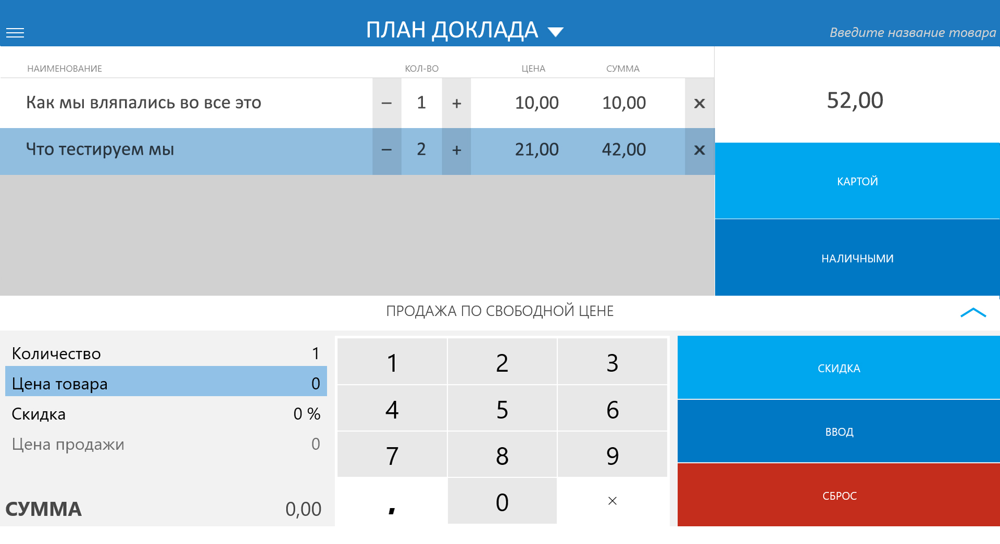 ПЛАН ДОКЛАДА
Введите название товара
НАИМЕНОВАНИЕ КОЛ-ВО ЦЕНА СУММА
Как мы вляпались во все это – 1 + 10,00 10,00 x
52,00
Что тестируем мы – 2 + 21,00 42,00 x
КАРТОЙ
НАЛИЧНЫМИ
ПРОДАЖА ПО СВОБОДНОЙ ЦЕНЕ
Количество 1
Цена товара 0
Скидка 0 %
Цена продажи 0
СУММА 0,00
1 2 3
4 5 6
7 8 9
, 0 ×
СКИДКА
ВВОД
СБРОС